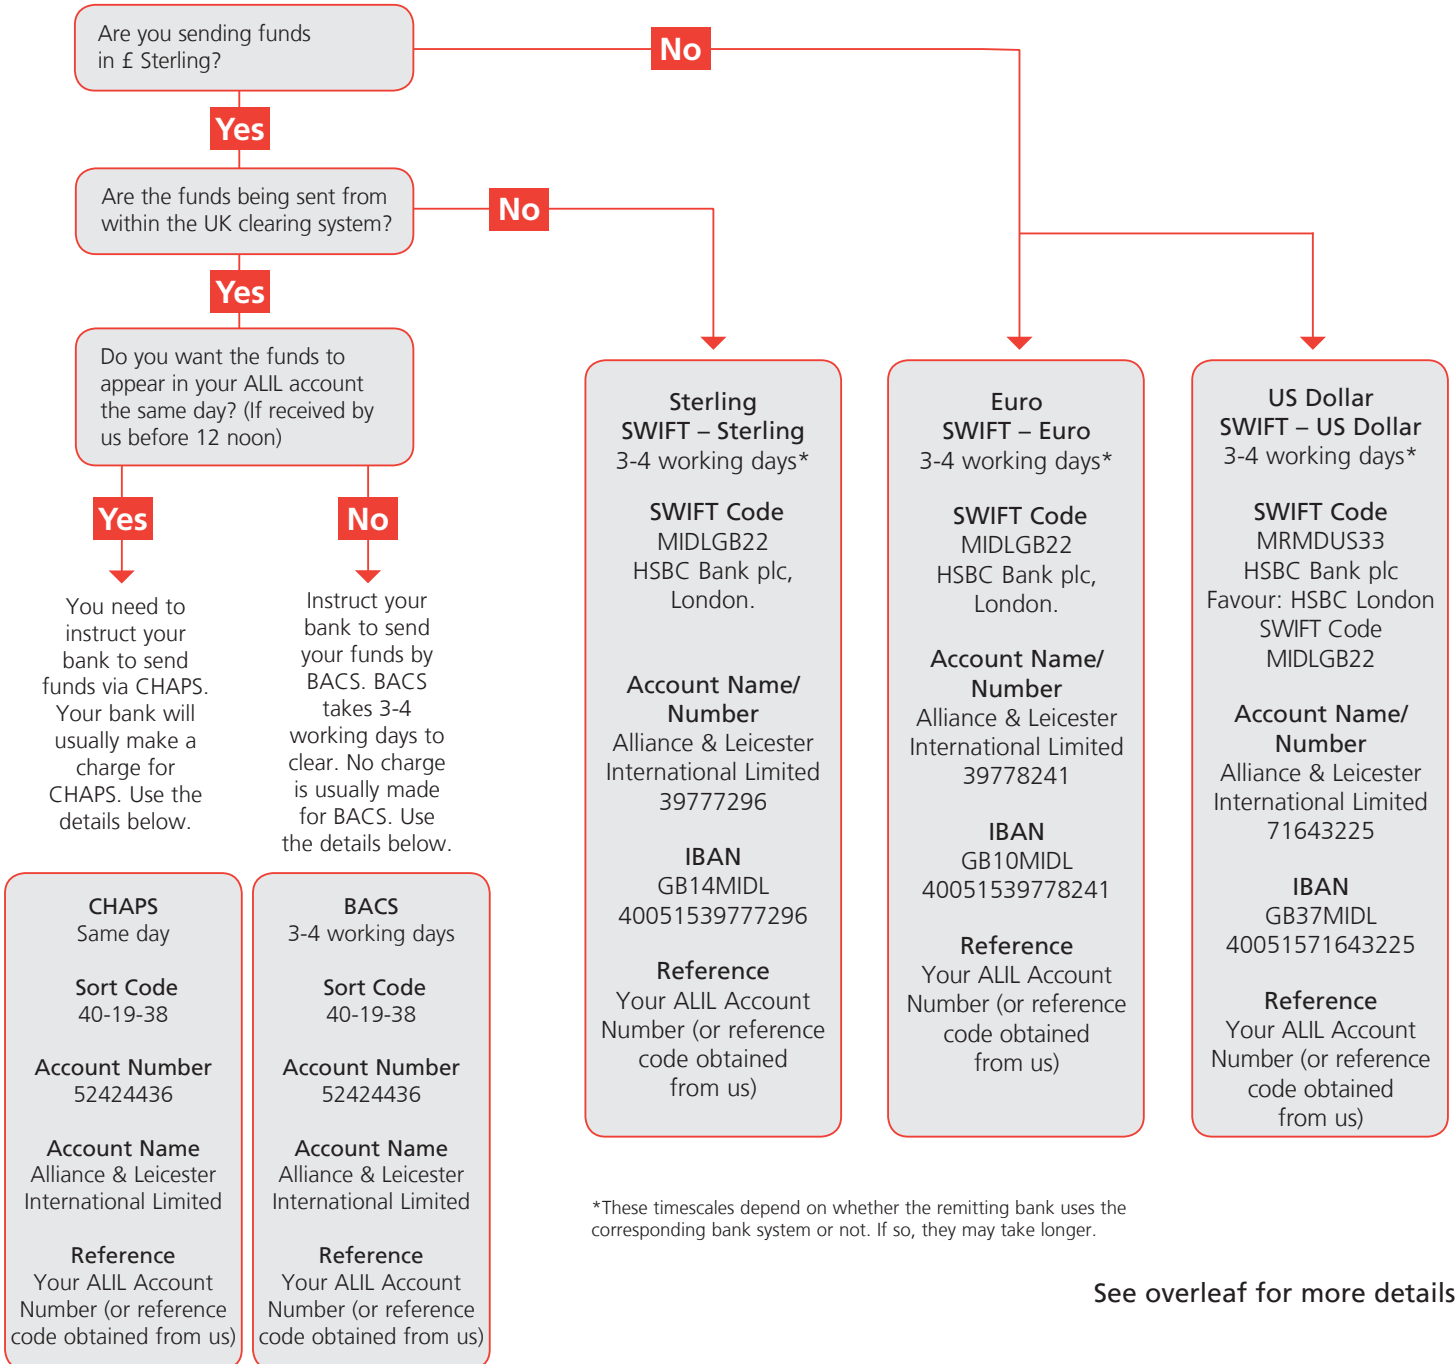 Are you sending funds
in £ Sterling?
No
Yes
Are the funds being sent from
within the UK clearing system?
No
Yes
Do you want the funds to
appear in your ALIL account
the same day? (If received by
us before 12 noon)
Yes
No
You need to
instruct your
bank to send
funds via CHAPS.
Your bank will
usually make a
charge for
CHAPS. Use the
details below.
Instruct your
bank to send
your funds by
BACS. BACS
takes 3-4
working days to
clear. No charge
is usually made
for BACS. Use
the details below.
CHAPS
Same day
Sort Code
40-19-38
Account Number
52424436
Account Name
Alliance & Leicester
International Limited
Reference
Your ALIL Account
Number (or reference
code obtained from us)
BACS
3-4 working days
Sort Code
40-19-38
Account Number
52424436
Account Name
Alliance & Leicester
International Limited
Reference
Your ALIL Account
Number (or reference
code obtained from us)
Sterling
SWIFT – Sterling
3-4 working days*
SWIFT Code
MIDLGB22
HSBC Bank plc,
London.
Account Name/
Number
Alliance & Leicester
International Limited
39777296
IBAN
GB14MIDL
40051539777296
Reference
Your ALIL Account
Number (or reference
code obtained
from us)
Euro
SWIFT – Euro
3-4 working days*
SWIFT Code
MIDLGB22
HSBC Bank plc,
London.
Account Name/
Number
Alliance & Leicester
International Limited
39778241
IBAN
GB10MIDL
40051539778241
Reference
Your ALIL Account
Number (or reference
code obtained
from us)
US Dollar
SWIFT – US Dollar
3-4 working days*
SWIFT Code
MRMDUS33
HSBC Bank plc
Favour: HSBC London
SWIFT Code
MIDLGB22
Account Name/
Number
Alliance & Leicester
International Limited
71643225
IBAN
GB37MIDL
40051571643225
Reference
Your ALIL Account
Number (or reference
code obtained
from us)
*These timescales depend on whether the remitting bank uses the
corresponding bank system or not. If so, they may take longer.
See overleaf for more details